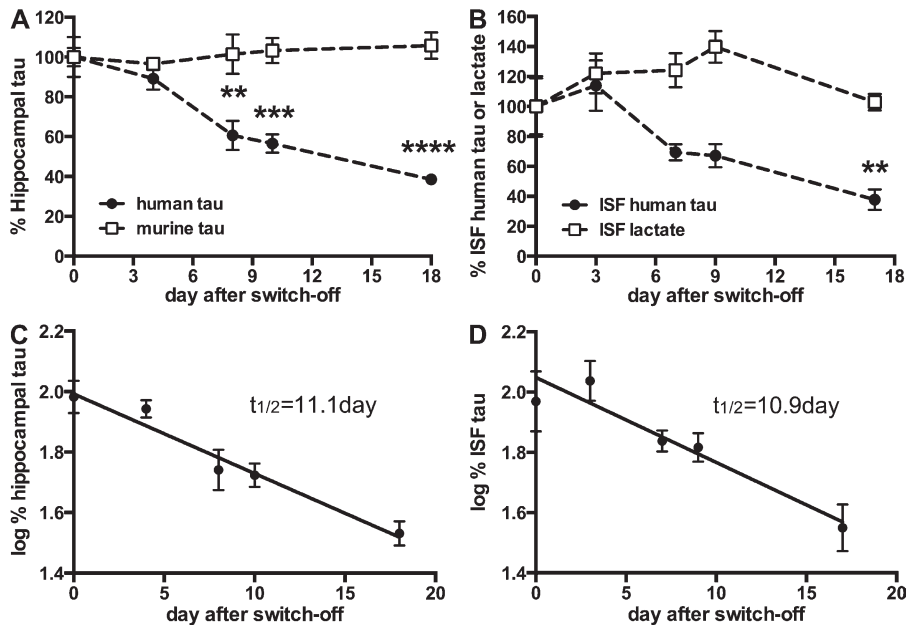 A
% Hippocampal tau
120
100
80
60
40
20
0
**
***
****
human tau
murine tau
0 3 6 9 12 15 18
day after switch-off
B
% ISF human tau or lactate
160
140
120
100
80
60
40
20
0
**
ISF human tau
ISF lactate
0 3 6 9 12 15 18
day after switch-off
C
log % hippocampal tau
2.2
2.0
1.8
1.6
1.4
t1/2=11.1day
0 5 10 15 20
day after switch-off
D
log % ISF tau
2.2
2.0
1.8
1.6
1.4
t1/2=10.9day
0 5 10 15 20
day after switch-off